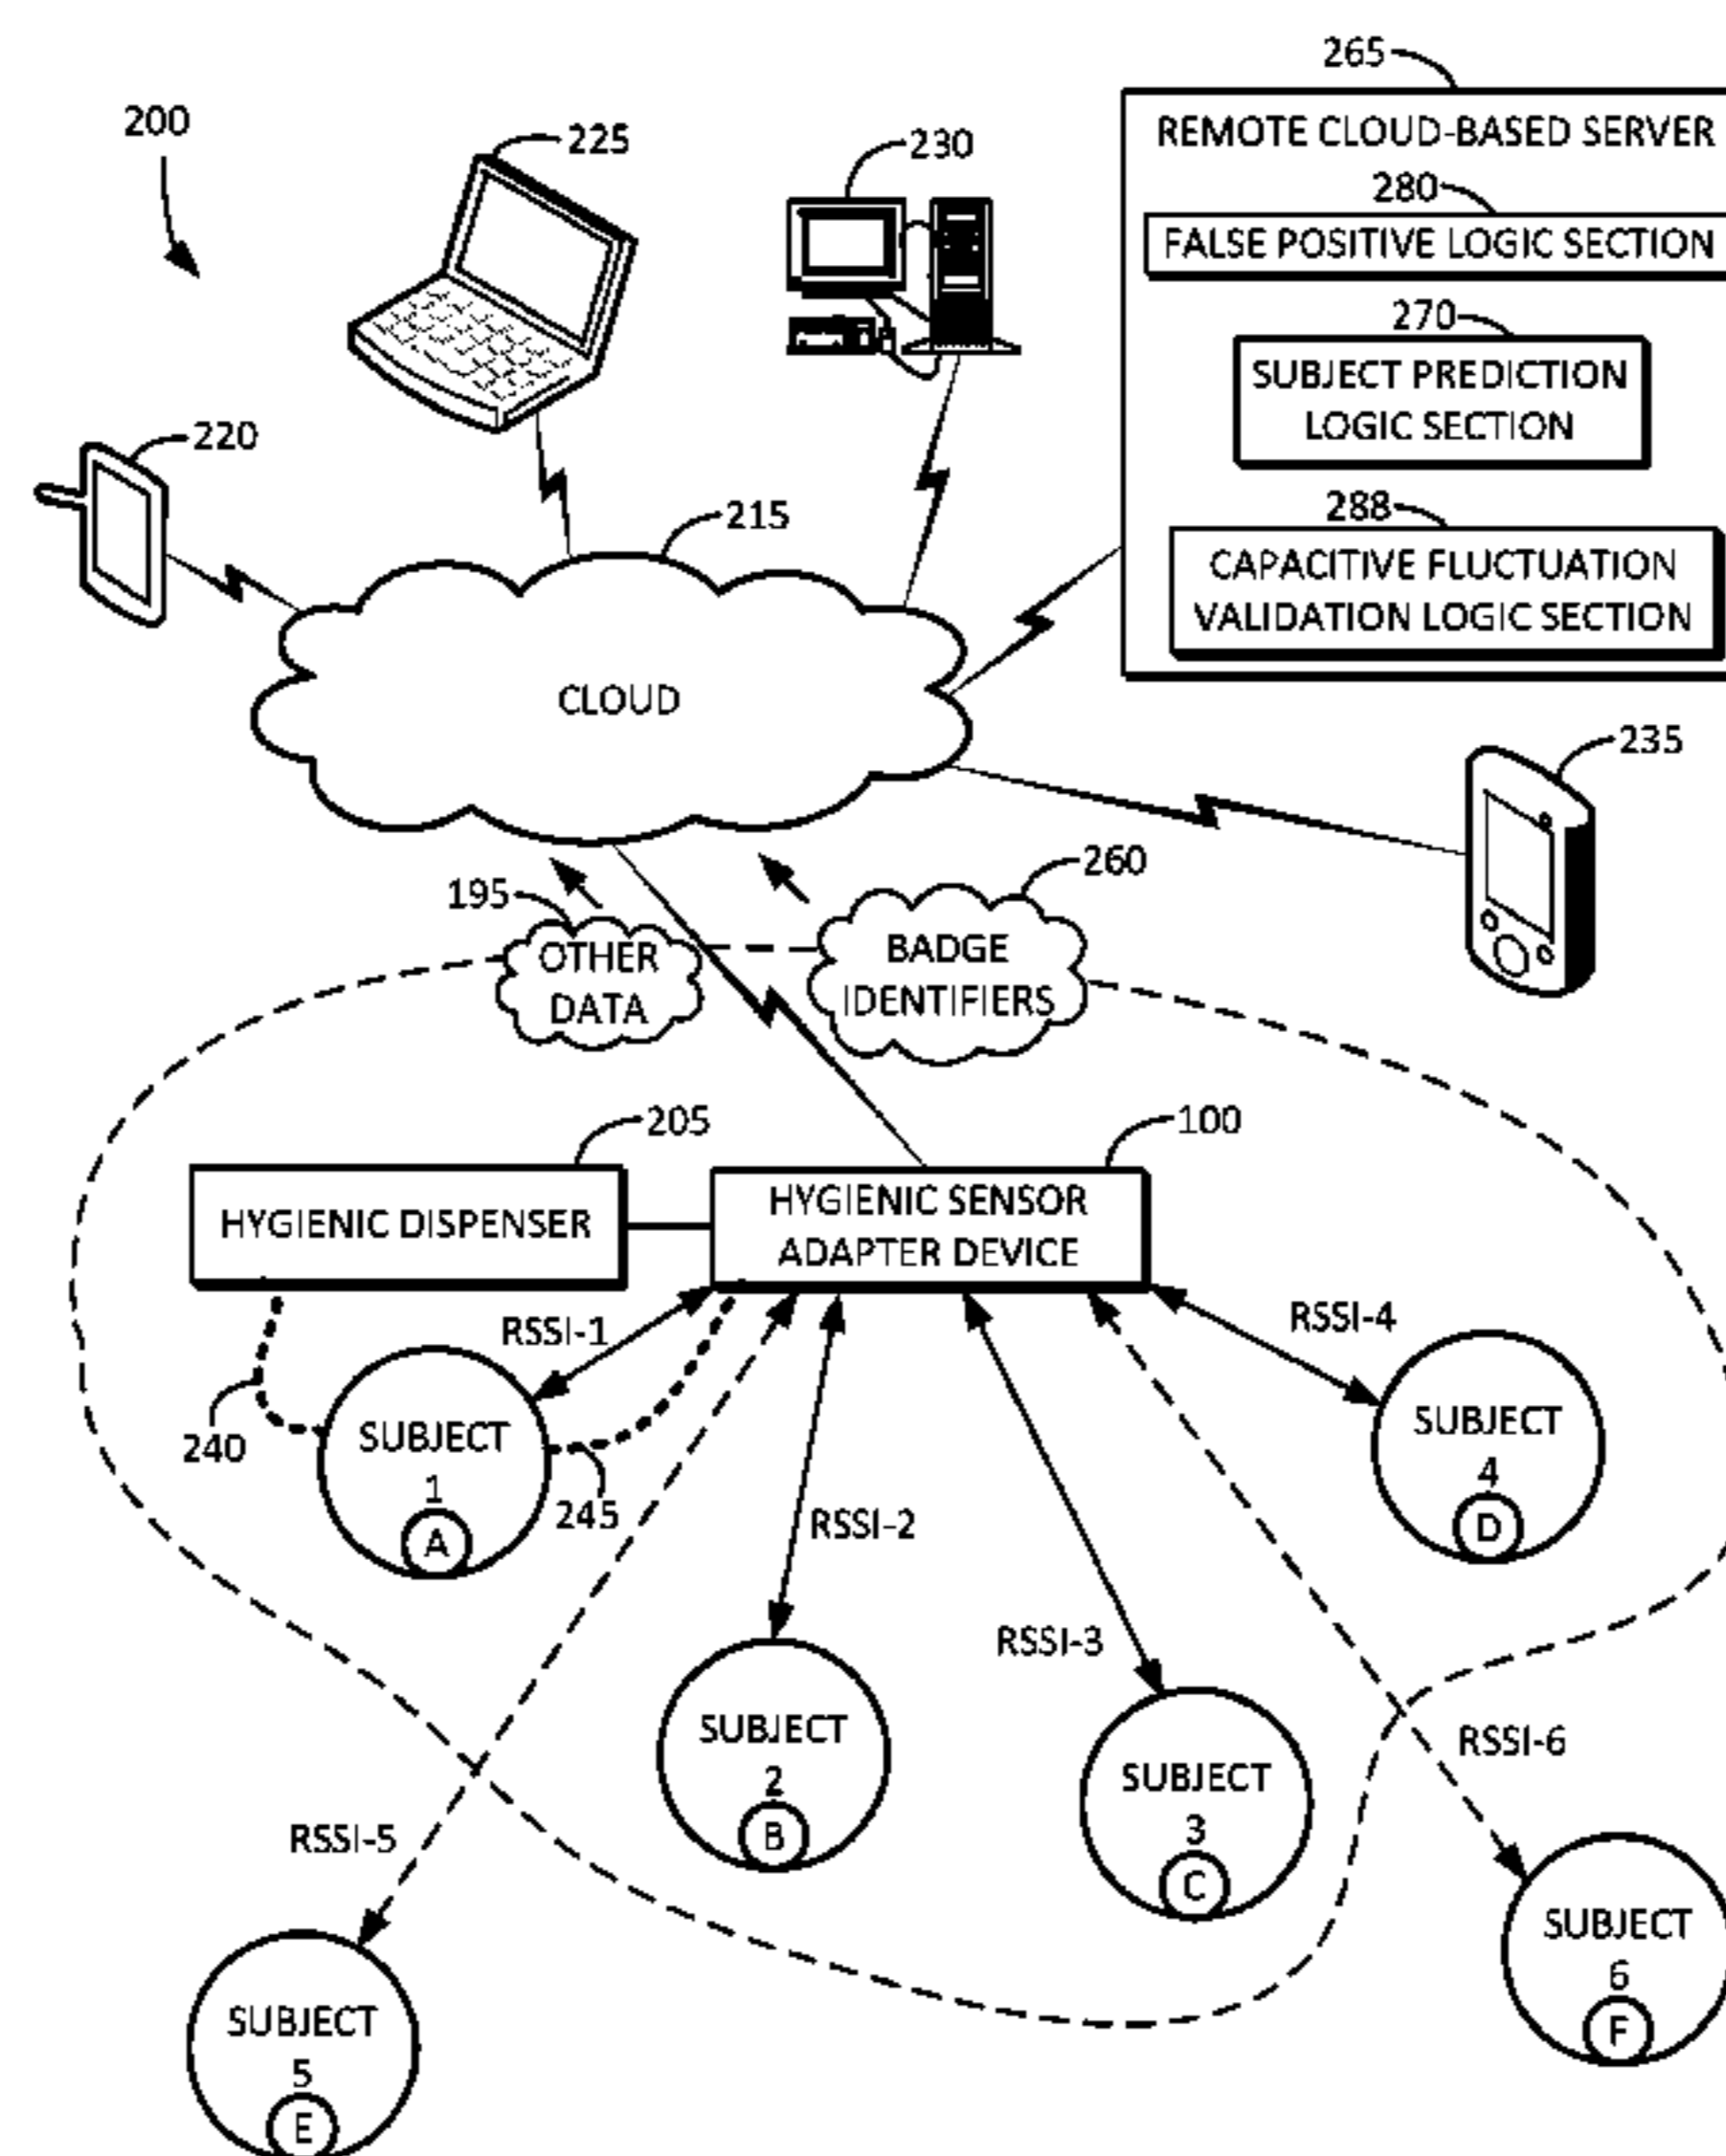 265
200
225
230
REMOTE CLOUD-BASED SERVER
280
FALSE POSITIVE LOGIC SECTION
270
SUBJECT PREDICTION
LOGIC SECTION
220
288
215
CAPACITIVE FLUCTUATION
VALIDATION LOGIC SECTION
CLOUD
235
260
195
OTHER
DATA
BADGE
IDENTIFIERS
205
100
HYGIENIC DISPENSER
HYGIENIC SENSOR
ADAPTER DEVICE
RSSI-1
RSSI-4
240
SUBJECT
1
A
245
SUBJECT
4
D
RSSI-2
RSSI-3
SUBJECT
2
B
SUBJECT
3
C
RSSI-6
RSSI-5
SUBJECT
6
F
SUBJECT
5
E